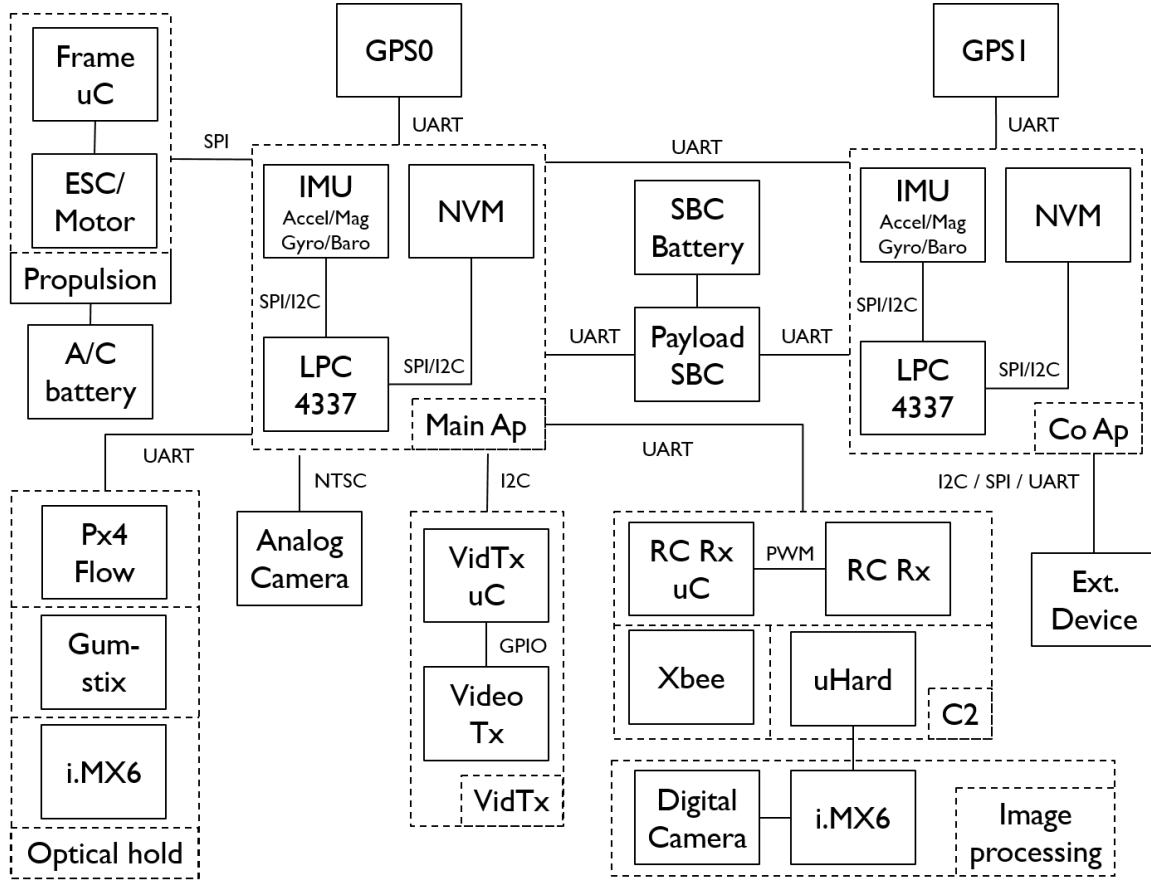 Frame
uC
ESC/
Motor
Propulsion
A/C
battery
SPI
GPS0
UART
IMU
Accel/Mag
Gyro/Baro
NVM
SPI/I2C
SPI/I2C
LPC
4337
Main Ap
UART
SBC
Battery
UART
Payload
SBC
UART
GPS1
UART
IMU
Accel/Mag
Gyro/Baro
NVM
SPI/I2C
SPI/I2C
LPC
4337
Co Ap
UART
NTSC
I2C
UART
I2C / SPI / UART
Px4
Flow
Gum-
stix
i.MX6
Optical hold
Analog
Camera
VidTx
uC
GPIO
Video
Tx
VidTx
RC Rx
uC
PWM
RC Rx
Xbee
uHard
C2
Ext.
Device
Digital
Camera
i.MX6
Image
processing